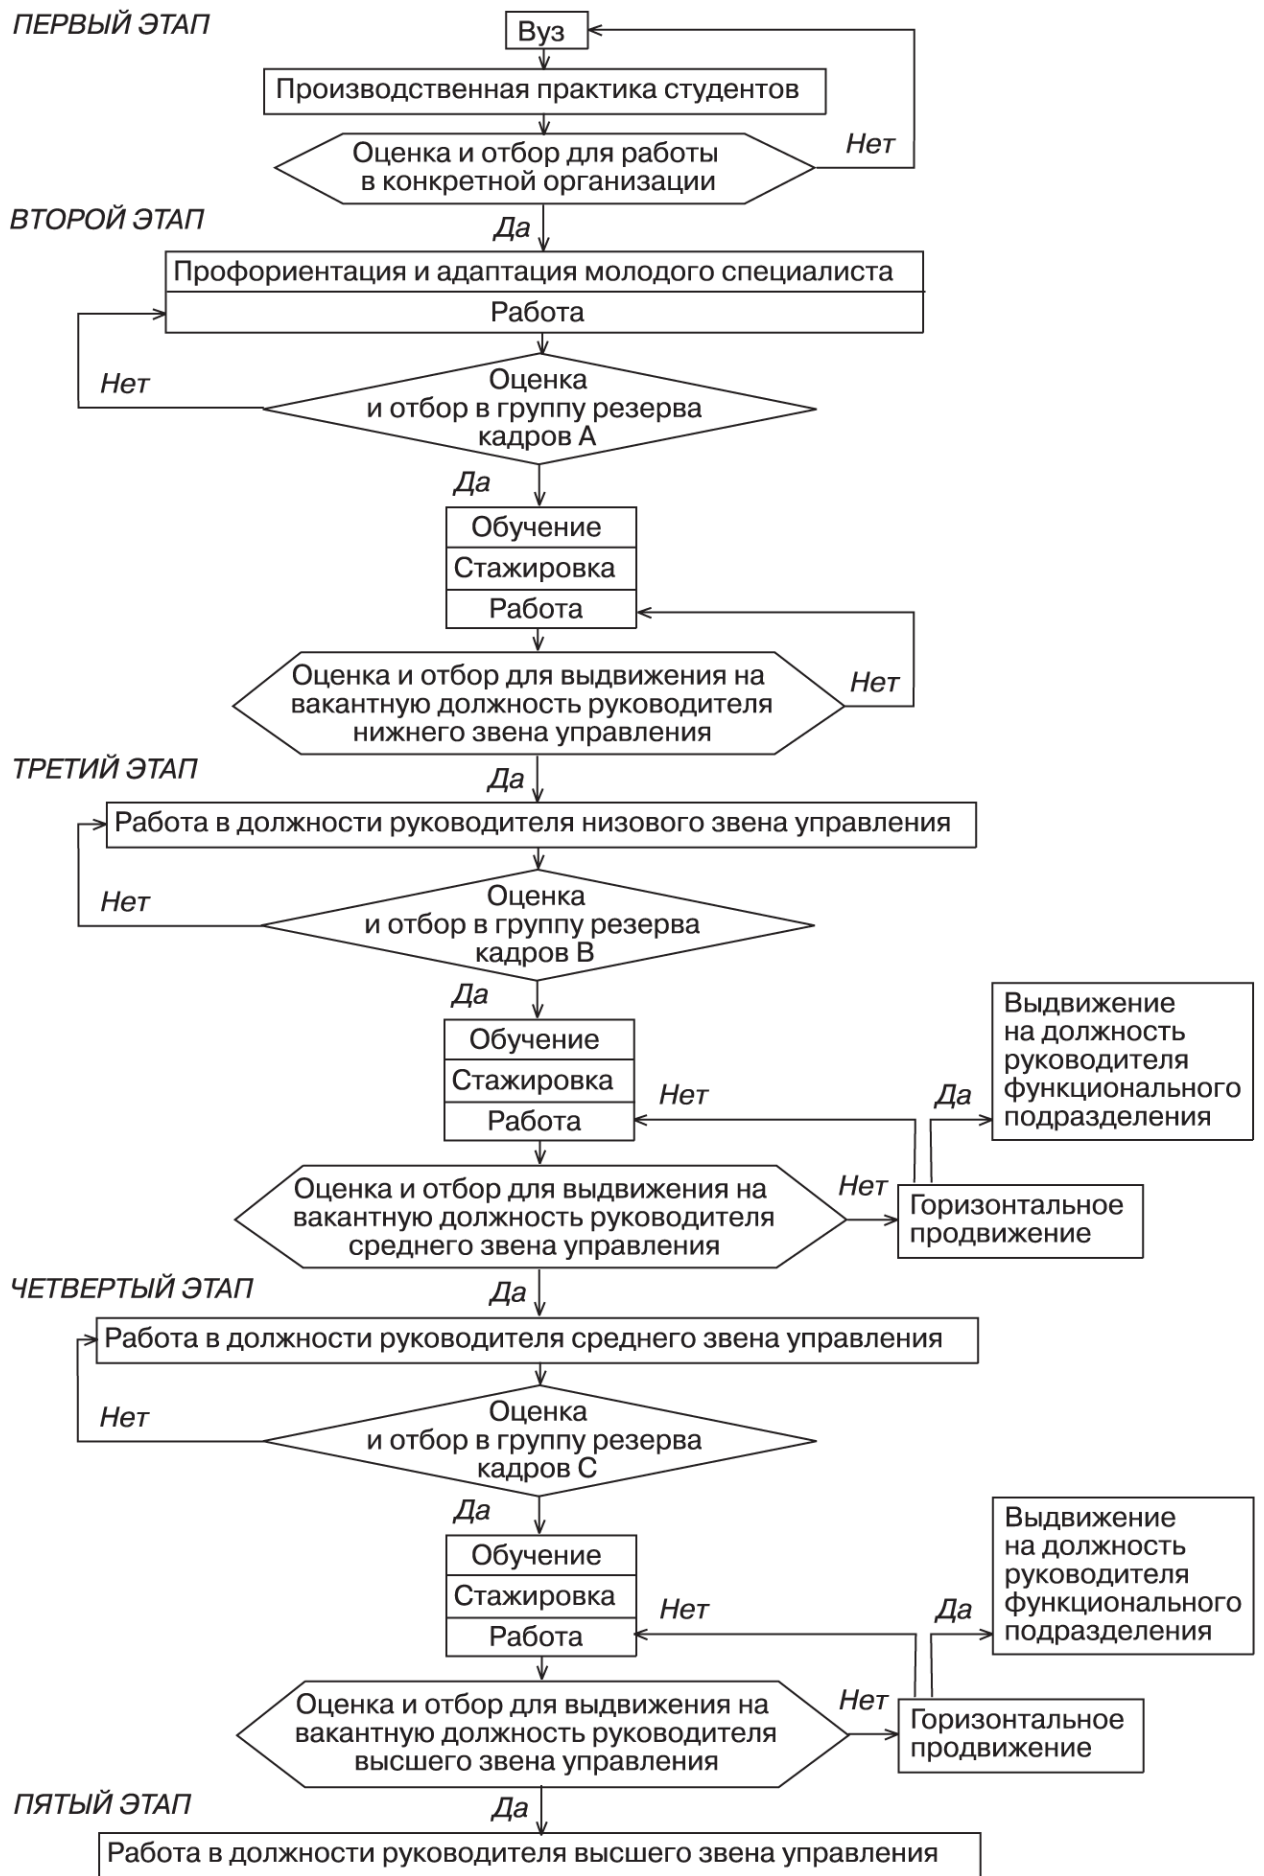 ПЕРВЫЙ ЭТАП
Вуз
Производственная практика студентов
Нет
Оценка и отбор для работы
в конкретной организации
ВТОРОЙ ЭТАП
Да
Профориентация и адаптация молодого специалиста
Работа
Нет
Оценка
и отбор в группу резерва
кадров А
Да
Обучение
Стажировка
Работа
Оценка и отбор для выдвижения на
вакантную должность руководителя
нижнего звена управления
Нет
ТРЕТИЙ ЭТАП
Да
Работа в должности руководителя низового звена управления
Нет
Оценка
и отбор в группу резерва
кадров В
Да
Обучение
Стажировка
Работа
Нет
Да
Выдвижение
на должность
руководителя
функционального
подразделения
Оценка и отбор для выдвижения на
вакантную должность руководителя
среднего звена управления
Нет
Горизонтальное
продвижение
ЧЕТВЕРТЫЙ ЭТАП
Да
Работа в должности руководителя среднего звена управления
Нет
Оценка
и отбор в группу резерва
кадров С
Да
Обучение
Стажировка
Работа
Нет
Да
Выдвижение
на должность
руководителя
функционального
подразделения
Оценка и отбор для выдвижения на
вакантную должность руководителя
высшего звена управления
Нет
Горизонтальное
продвижение
ПЯТЫЙ ЭТАП
Да
Работа в должности руководителя высшего звена управления